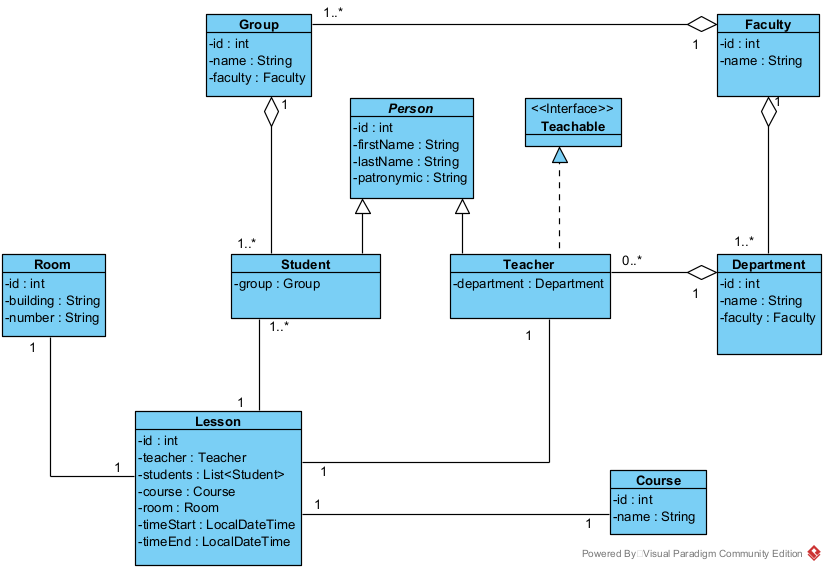 Group
-id : int
-name : String
-faculty : Faculty
1..*
1
Faculty
-id : int
-name : String
1
1
Person
-id : int
-firstName : String
-lastName : String
-patronymic : String
<<Interface>>
Teachable
1..*
1..*
Room
-id : int
-building : String
-number : String
1
Student
-group : Group
1..*
Teacher
-department : Department
1
0..*
1
Department
-id : int
-name : String
-faculty : Faculty
1
1
Lesson
-id : int
-teacher : Teacher
-students : List<Student>
-course : Course
-room : Room
-timeStart : LocalDateTime
-timeEnd : LocalDateTime
1
1
1
Course
-id : int
-name : String
Powered By Visual Paradigm Community Edition